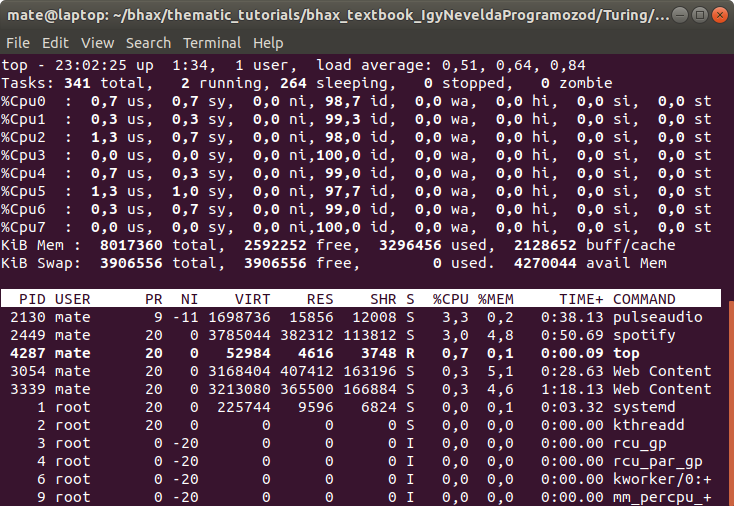 mate@laptop: ~/bhax/thematic_tutorials/bhax_textbook_IgyNeveldaProgramozod/Turing/...
File Edit View Search Terminal Help
top - 23:02:25 up  1:34,  1 user,  load average: 0,51, 0,64, 0,84
Tasks: 341 total,   2 running, 264 sleeping,   0 stopped,   0 zombie
%Cpu0  :  0,7 us,  0,7 sy,  0,0 ni, 98,7 id,  0,0 wa,  0,0 hi,  0,0 si,  0,0 st
%Cpu1  :  0,3 us,  0,3 sy,  0,0 ni, 99,3 id,  0,0 wa,  0,0 hi,  0,0 si,  0,0 st
%Cpu2  :  1,3 us,  0,7 sy,  0,0 ni, 98,0 id,  0,0 wa,  0,0 hi,  0,0 si,  0,0 st
%Cpu3  :  0,0 us,  0,0 sy,  0,0 ni,100,0 id,  0,0 wa,  0,0 hi,  0,0 si,  0,0 st
%Cpu4  :  0,7 us,  0,3 sy,  0,0 ni, 99,0 id,  0,0 wa,  0,0 hi,  0,0 si,  0,0 st
%Cpu5  :  1,3 us,  1,0 sy,  0,0 ni, 97,7 id,  0,0 wa,  0,0 hi,  0,0 si,  0,0 st
%Cpu6  :  0,3 us,  0,7 sy,  0,0 ni, 99,0 id,  0,0 wa,  0,0 hi,  0,0 si,  0,0 st
%Cpu7  :  0,0 us,  0,0 sy,  0,0 ni,100,0 id,  0,0 wa,  0,0 hi,  0,0 si,  0,0 st
KiB Mem :  8017360 total,  2592252 free,  3296456 used,  2128652 buff/cache
KiB Swap:  3906556 total,  3906556 free,        0 used.  4270044 avail Mem
PID USER      PR  NI    VIRT    RES    SHR S  %CPU %MEM     TIME+ COMMAND
2130 mate       9 -11 1698736  15856  12008 S   3,3  0,2   0:38.13 pulseaudio
2449 mate      20   0 3785044 382312 113812 S   3,0  4,8   0:50.69 spotify
4287 mate      20   0   52984   4616   3748 R   0,7  0,1   0:00.09 top
3054 mate      20   0 3168404 407412 163196 S   0,3  5,1   0:28.63 Web Content
3339 mate      20   0 3213080 365500 166884 S   0,3  4,6   1:18.13 Web Content
1 root      20   0  225744   9596   6824 S   0,0  0,1   0:03.32 systemd
2 root      20   0       0      0      0 S   0,0  0,0   0:00.00 kthreadd
3 root       0 -20       0      0      0 I   0,0  0,0   0:00.00 rcu_gp
4 root       0 -20       0      0      0 I   0,0  0,0   0:00.00 rcu_par_gp
6 root       0 -20       0      0      0 I   0,0  0,0   0:00.00 kworker/0:+
9 root       0 -20       0      0      0 I   0,0  0,0   0:00.00 mm_percpu_+